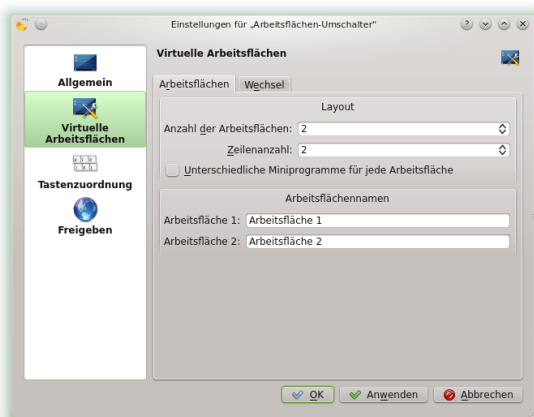 Einstellungen für „Arbeitsflächen-Umschalter“
Allgemein
Virtuelle
Arbeitsflächen
Tastenzuordnung
Freigeben
Virtuelle Arbeitsflächen
Arbeitsflächen Wechsel
Layout
Anzahl der Arbeitsflächen: 2
Zeilenanzahl: 2
Unterschiedliche Miniprogramme für jede Arbeitsfläche
Arbeitsflächennamen
Arbeitsfläche 1: Arbeitsfläche 1
Arbeitsfläche 2: Arbeitsfläche 2
OK Anwenden Abbrechen